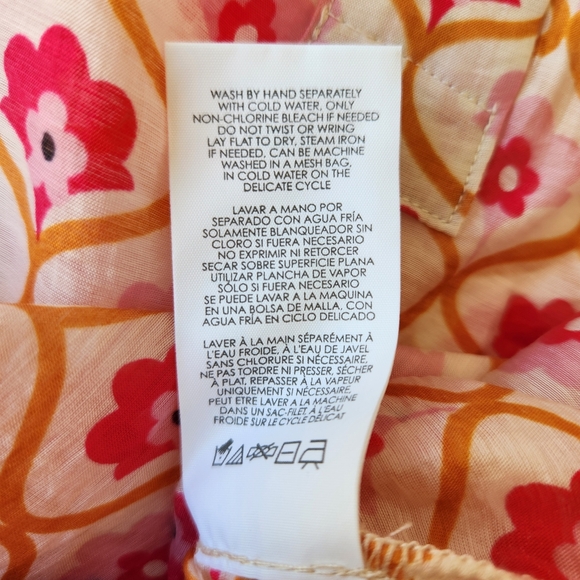 WASH BY HAND SEPARATELY
WITH COLD WATER, ONLY
NON-CHLORINE BLEACH IF NEEDED
DO NOT TWIST OR WRING
LAY FLAT TO DRY, STEAM IRON
IF NEEDED, CAN BE MACHINE
WASHED IN A MESH BAG,
IN COLD WATER ON THE
DELICATE CYCLE
LAVAR A MANO POR
SEPARADO CON AGUA FRÍA
SOLAMENTE BLANQUEADOR SIN
CLORO SI FUERA NECESARIO
NO EXPRIMIR NI RETORCER
SECAR SOBRE SUPERFICIE PLANA
UTILIZAR PLANCHA DE VAPOR
SÓLO SI FUERA NECESARIO
SE PUEDE LAVAR A LA MAQUINA
EN UNA BOLSA DE MALLA, CON
AGUA FRÍA EN CICLO DELICADO
LAVER À LA MAIN SÉPARÉMENT À
L'EAU FROIDE, À L'EAU DE JAVEL
SANS CHLORURE SI NÉCESSAIRE,
NE PAS TORDRE NI PRESSER, SÉCHER
À PLAT, REPASSER À LA VAPEUR
UNIQUEMENT SI NÉCESSAIRE,
PEUT ÉTRE LAVER A LA MACHINE
DANS UN SAC-FILET, À L'EAU
FROIDE SUR LE CYCLE DÉLICAT